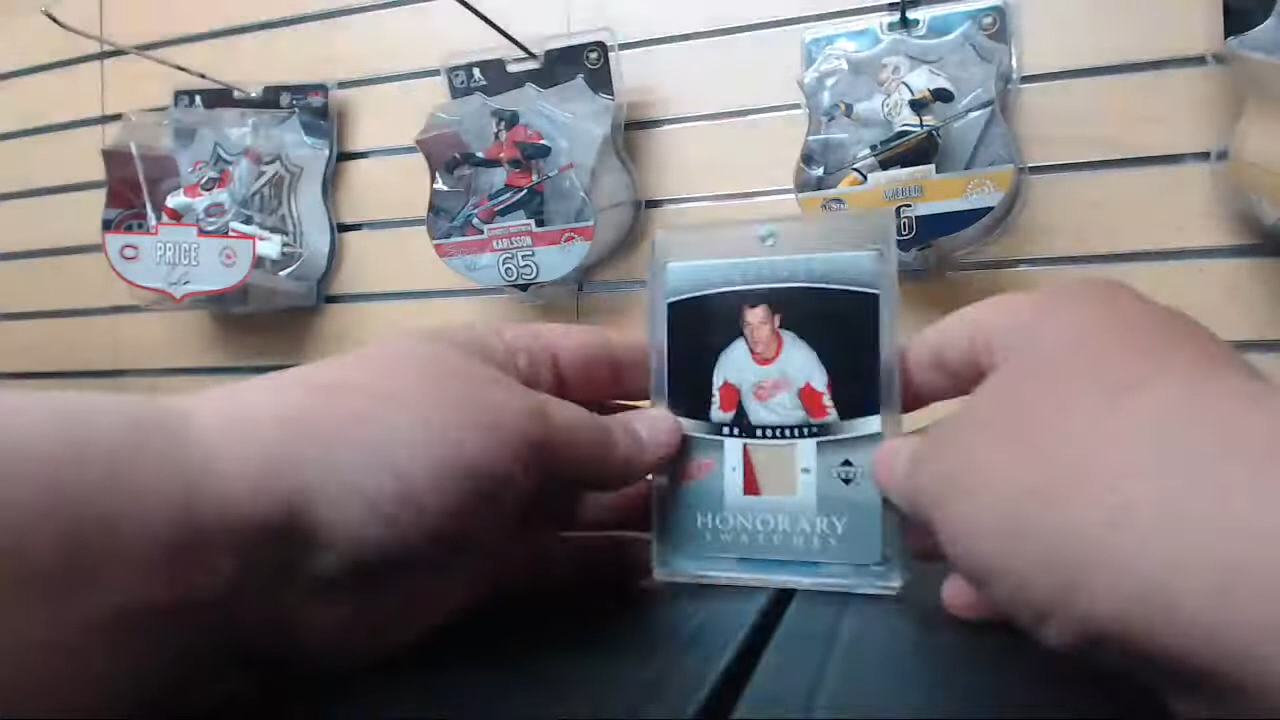 PRICE
KARLSSON
65
WEBER
6
MR. HOCKEY
HONORARY
SWATCHES